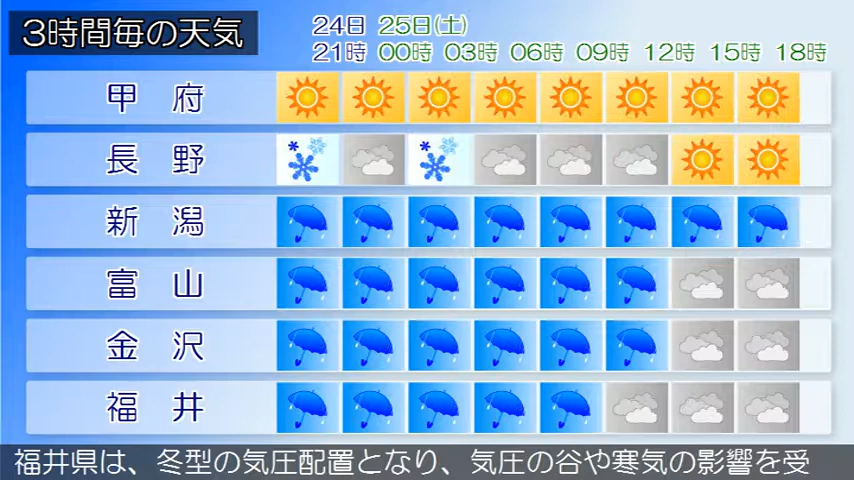 3時間毎の天気
24日 25日(土)
21時 00時 03時 06時 09時 12時 15時 18時
甲府
長野
新潟
富山
金沢
福井
福井県は、冬型の気圧配置となり、気圧の谷や寒気の影響を受